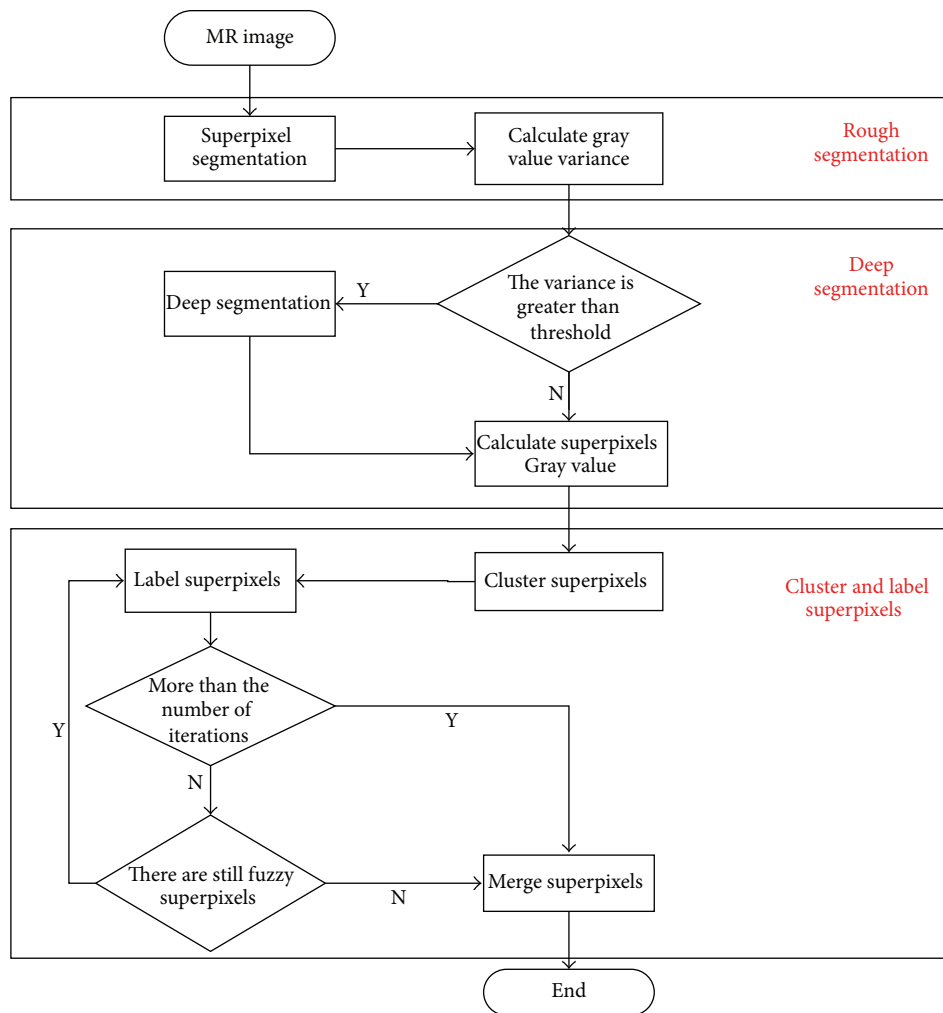 MR image
Superpixel
segmentation
Calculate gray
value variance
Rough
segmentation
Deep
segmentation
The variance is
greater than
threshold
Y
Deep segmentation
N
Calculate superpixels
Gray value
Label superpixels
Cluster superpixels
Cluster and label
superpixels
More than the
number of
iterations
Y
Y
N
There are still fuzzy
superpixels
N
Merge superpixels
End